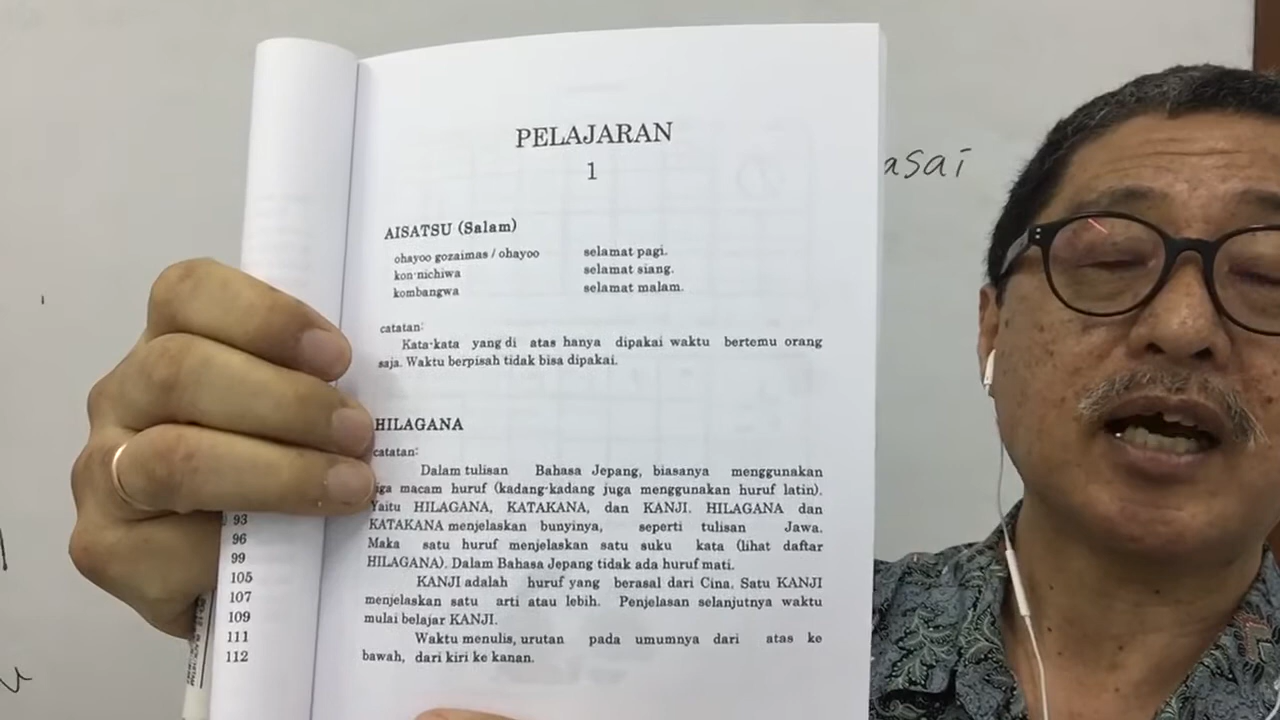 PELAJARAN
1
AISATSU (Salam)
ohayoo gozaimas / ohayoo selamat pagi.
kon-nichiwa selamat siang.
kombangwa selamat malam.
catatan:
Kata-kata yang di atas hanya dipakai waktu bertemu orang
saja. Waktu berpisah tidak bisa dipakai.
HILAGANA
catatan:
Dalam tulisan Bahasa Jepang, biasanya menggunakan
iga macam huruf (kadang-kadang juga menggunakan huruf latin).
Yaitu HILAGANA, KATAKANA, dan KANJI. HILAGANA dan
KATAKANA menjelaskan bunyinya, seperti tulisan Jawa.
Maka satu huruf menjelaskan satu suku kata (lihat daftar
HILAGANA). Dalam Bahasa Jepang tidak ada huruf mati.
KANJI adalah huruf yang berasal dari Cina. Satu KANJI
menjelaskan satu arti atau lebih. Penjelasan selanjutnya waktu
mulai belajar KANJI.
Waktu menulis, urutan pada umumnya dari atas ke
bawah, dari kiri ke kanan.
93
96
99
105
107
109
111
112
asai